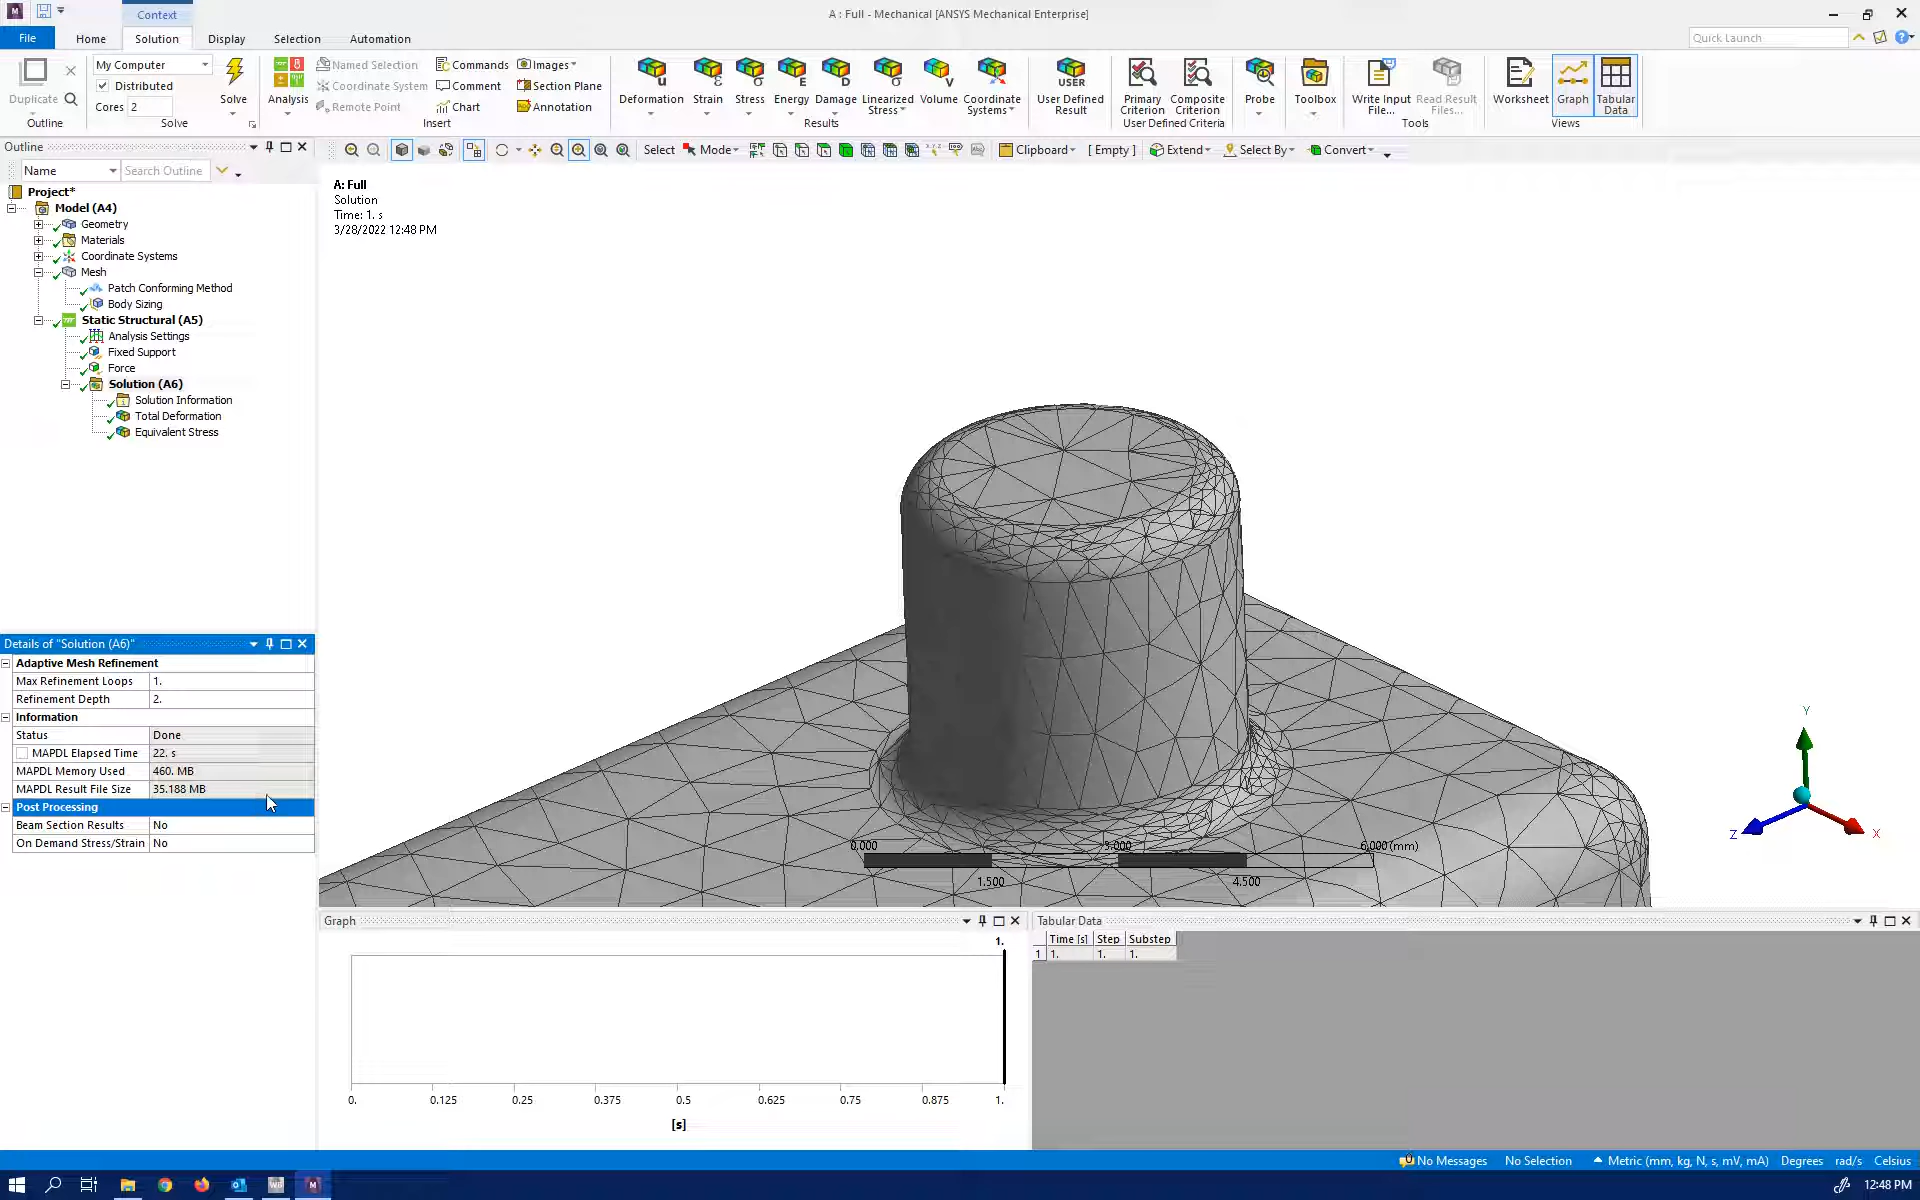 Context
A : Full - Mechanical [ANSYS Mechanical Enterprise]
File
Home
Solution
Display
Selection
Automation
Quick Launch
Duplicate
Outline
My Computer
Distributed
Cores 2
Solve
Solve
Analysis
Named Selection
Coordinate System
Remote Point
Commands
Comment
Chart
Images
Section Plane
Annotation
Insert
Deformation
Strain
Stress
Energy
Damage
Linearized Stress
Volume
Coordinate Systems
Results
User Defined Result
Primary Criterion
Composite Criterion
User Defined Criteria
Probe
Toolbox
Write Input File...
Read Result Files...
Tools
Worksheet
Graph
Tabular Data
Views
Outline
Select
Mode
Clipboard
[ Empty ]
Extend
Select By
Convert
Name
Search Outline
Project*
Model (A4)
Geometry
Materials
Coordinate Systems
Mesh
Patch Conforming Method
Body Sizing
Static Structural (A5)
Analysis Settings
Fixed Support
Force
Solution (A6)
Solution Information
Total Deformation
Equivalent Stress
A: Full
Solution
Time: 1. s
3/28/2022 12:48 PM
Details of "Solution (A6)"
Adaptive Mesh Refinement
Max Refinement Loops 1.
Refinement Depth 2.
Information
Status Done
MAPDL Elapsed Time 22. s
MAPDL Memory Used 460. MB
MAPDL Result File Size 35.188 MB
Post Processing
Beam Section Results No
On Demand Stress/Strain No
0.000 3.000 6.000 (mm)
1.500 4.500
Y
Z
X
Graph
1.
0. 0.125 0.25 0.375 0.5 0.625 0.75 0.875 1.
[s]
Tabular Data
Time [s] Step Substep
1 1. 1. 1.
No Messages No Selection Metric (mm, kg, N, s, mV, mA) Degrees rad/s Celsius
12:48 PM